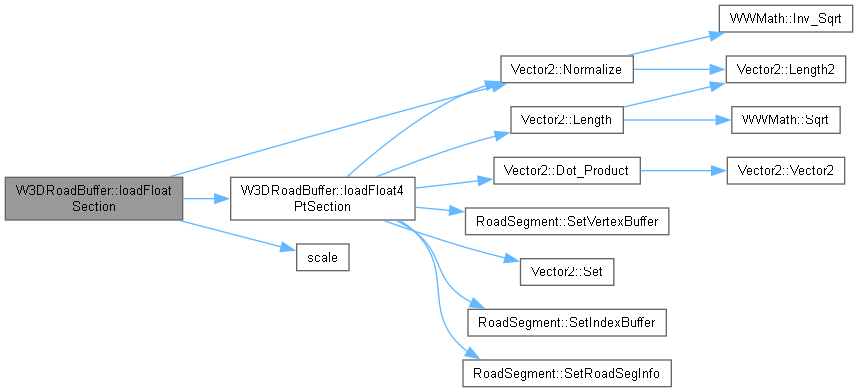 W3DRoadBuffer::loadFloat
Section
W3DRoadBuffer::loadFloat4
PtSection
scale
Vector2::Normalize
Vector2::Length
Vector2::Dot_Product
RoadSegment::SetVertexBuffer
Vector2::Set
RoadSegment::SetIndexBuffer
RoadSegment::SetRoadSegInfo
WWMath::Inv_Sqrt
Vector2::Length2
WWMath::Sqrt
Vector2::Vector2